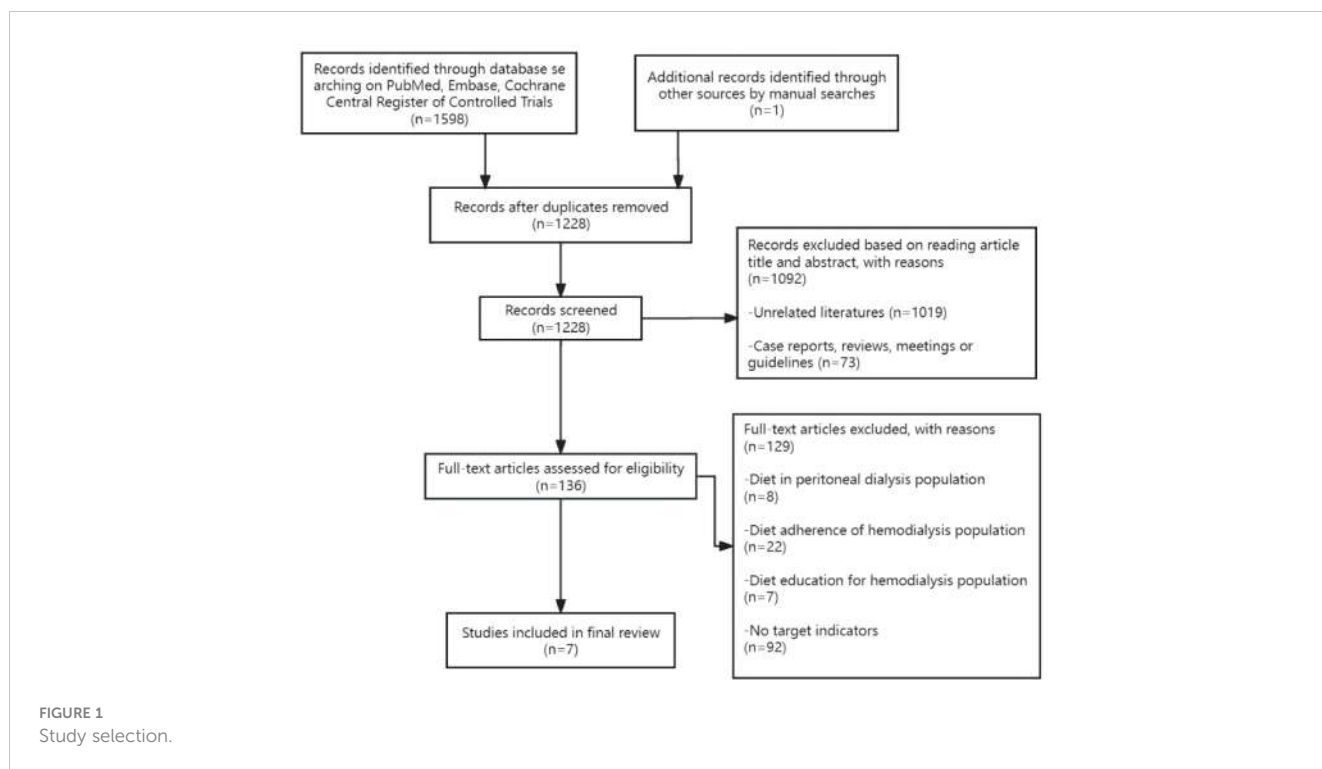 Records identified through database se
arching on PubMed, Embase, Cochrane
Central Register of Controlled Trials
(n=1598)
Additional records identified through
other sources by manual searches
(n=1)
Records after duplicates removed
(n=1228)
Records excluded based on reading article
title and abstract, with reasons
(n=1092)
-Unrelated literatures (n=1019)
-Case reports, reviews, meetings or
guidelines (n=73)
Records screened
(n=1228)
Full-text articles excluded, with reasons
(n=129)
-Diet in peritoneal dialysis population
(n=8)
-Diet adherence of hemodialysis population
(n=22)
-Diet education for hemodialysis population
(n=7)
-No target indicators
(n=92)
Full-text articles assessed for eligibility
(n=136)
Studies included in final review
(n=7)
FIGURE 1
Study selection.